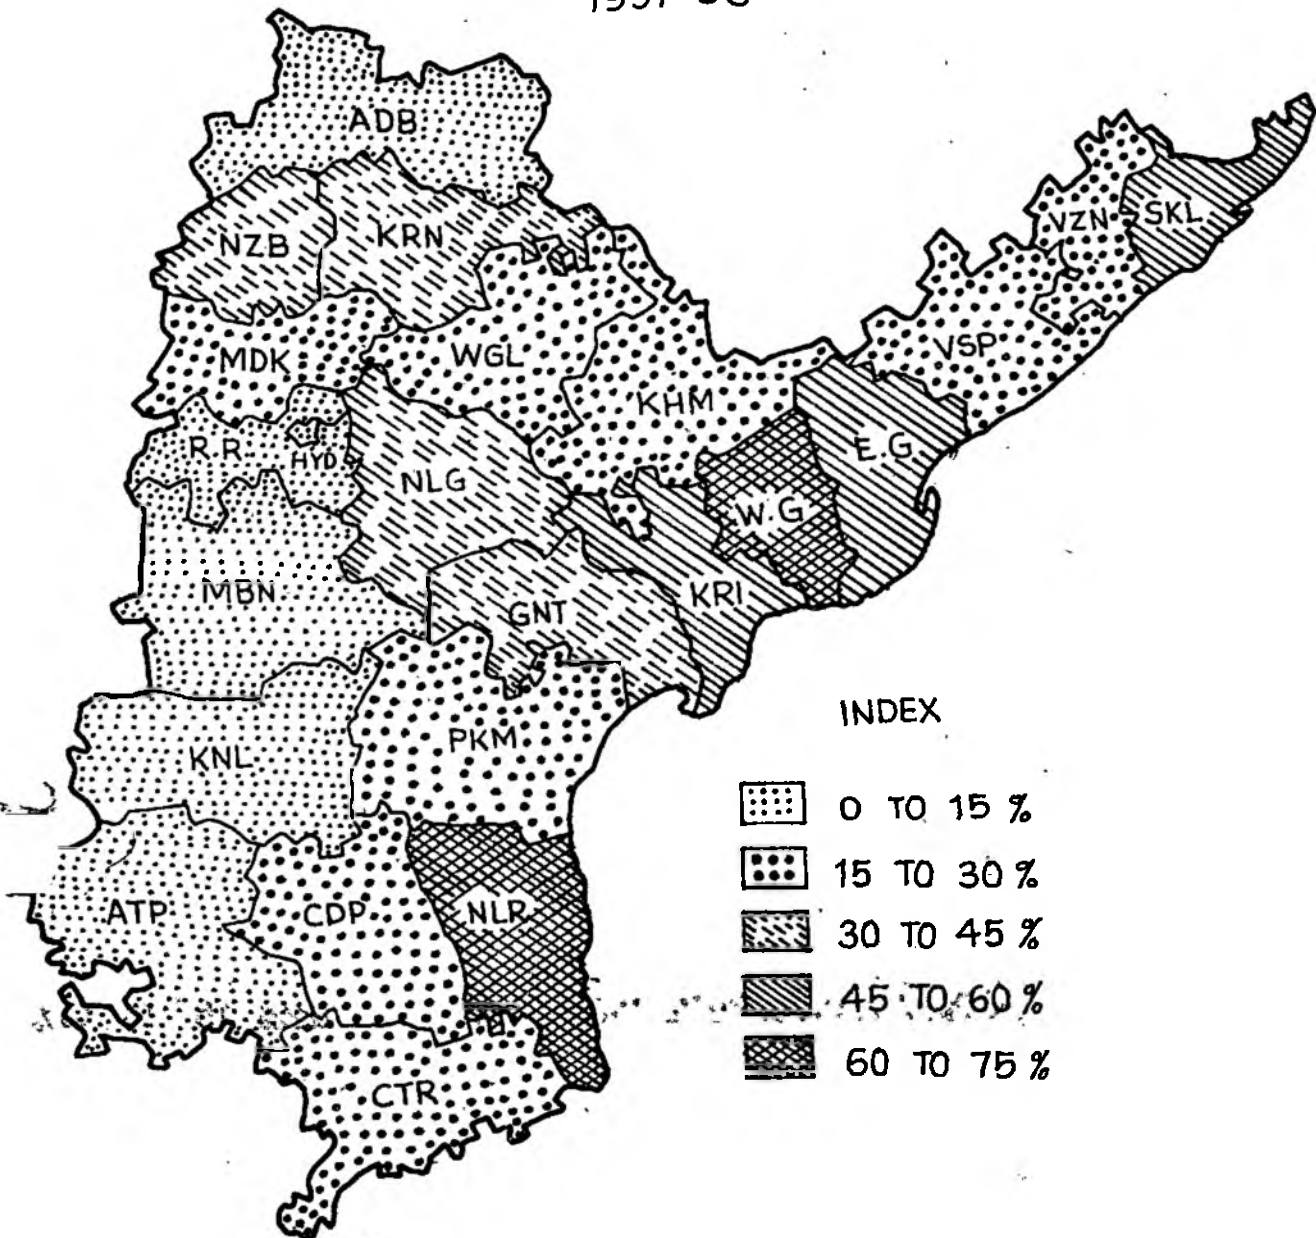 ADB
NZB
KRN
MDK
WGL
KHM
VZN
SKL
VSP
R.R
HYD
NLG
E.G
W.G
MBN
GNT
KRI
KNL
PKM
ATP
CDP
NLR
CTR
INDEX
0 TO 15 %
15 TO 30 %
30 TO 45 %
45 TO 60 %
60 TO 75 %